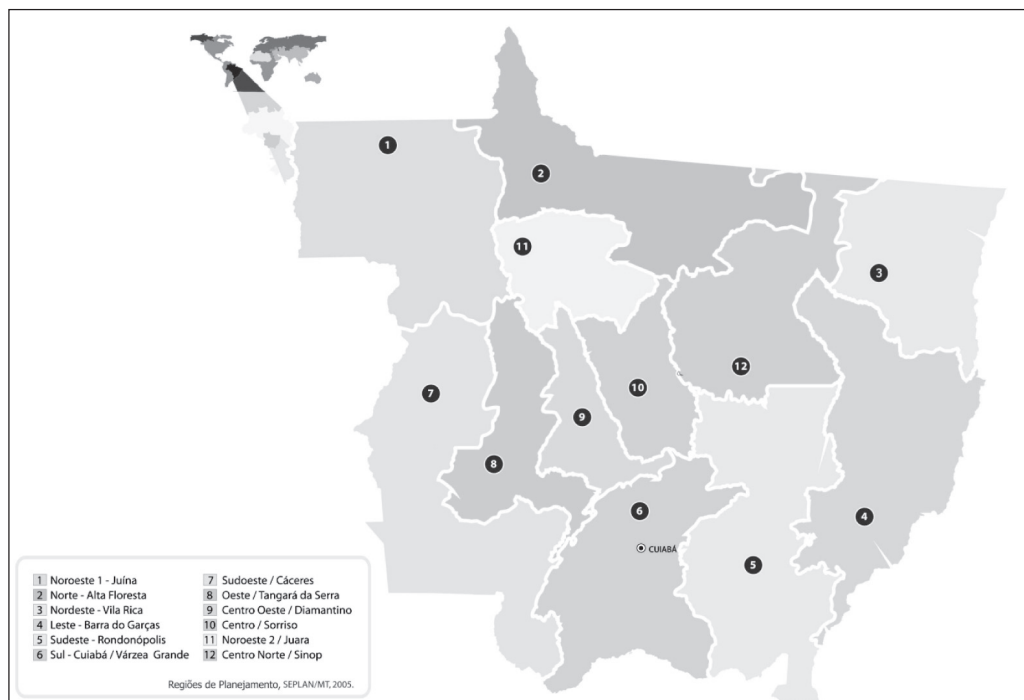 1
2
11
3
12
7
10
9
8
6
4
CUIABÁ
5
1 Noroeste 1 - Juína
2 Norte - Alta Floresta
3 Nordeste - Vila Rica
4 Leste - Barra do Garças
5 Sudeste - Rondonópolis
6 Sul - Cuiabá / Várzea Grande
7 Sudoeste / Cáceres
8 Oeste / Tangará da Serra
9 Centro Oeste / Diamantino
10 Centro / Sorriso
11 Noroeste 2 / Juara
12 Centro Norte / Sinop
Regiões de Planejamento, SEPLAN/MT, 2005.